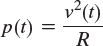 p(t) = v²(t)/R